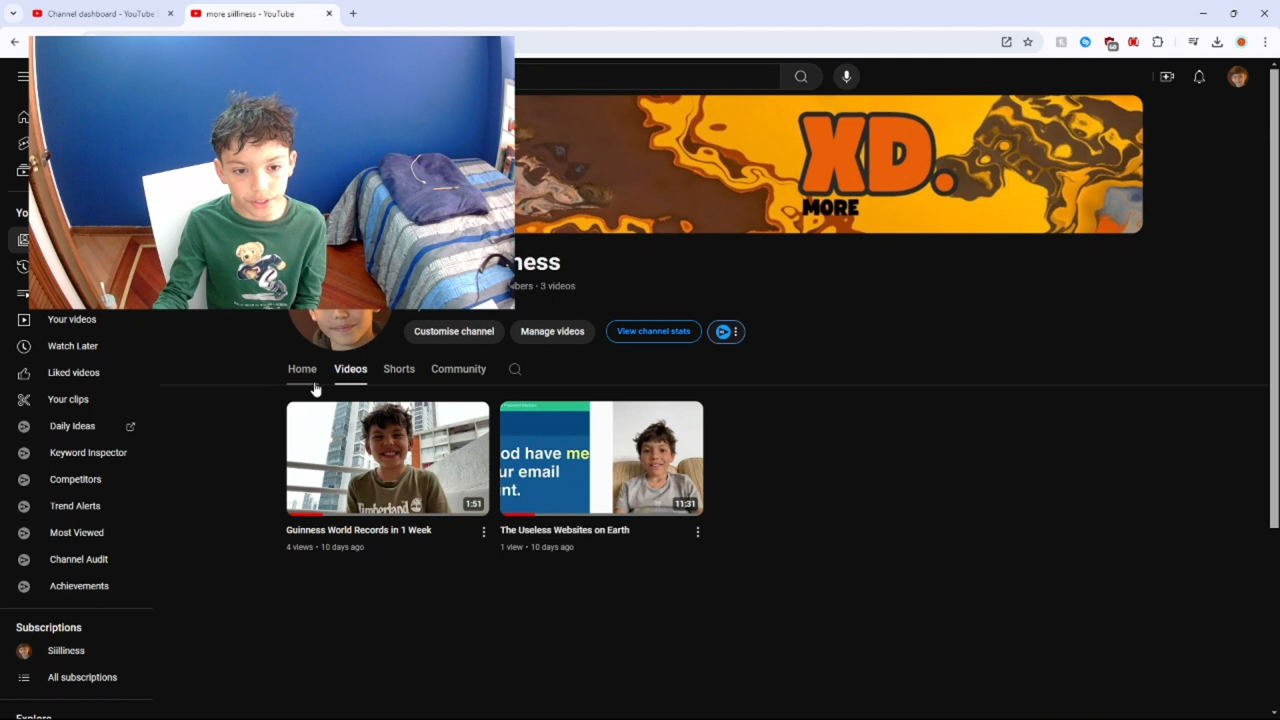 Channel dashboard - YouTube
more siilliness - YouTube
XD.
MORE
ness
bers · 3 videos
Customise channel
Manage videos
View channel stats
Home
Videos
Shorts
Community
Your videos
Watch Later
Liked videos
Your clips
Daily Ideas
Keyword Inspector
Competitors
Trend Alerts
Most Viewed
Channel Audit
Achievements
Subscriptions
Siilliness
All subscriptions
Explore
Timberland
1:51
Guinness World Records in 1 Week
4 views · 10 days ago
od have me
ur email
nt.
11:31
The Useless Websites on Earth
1 view · 10 days ago